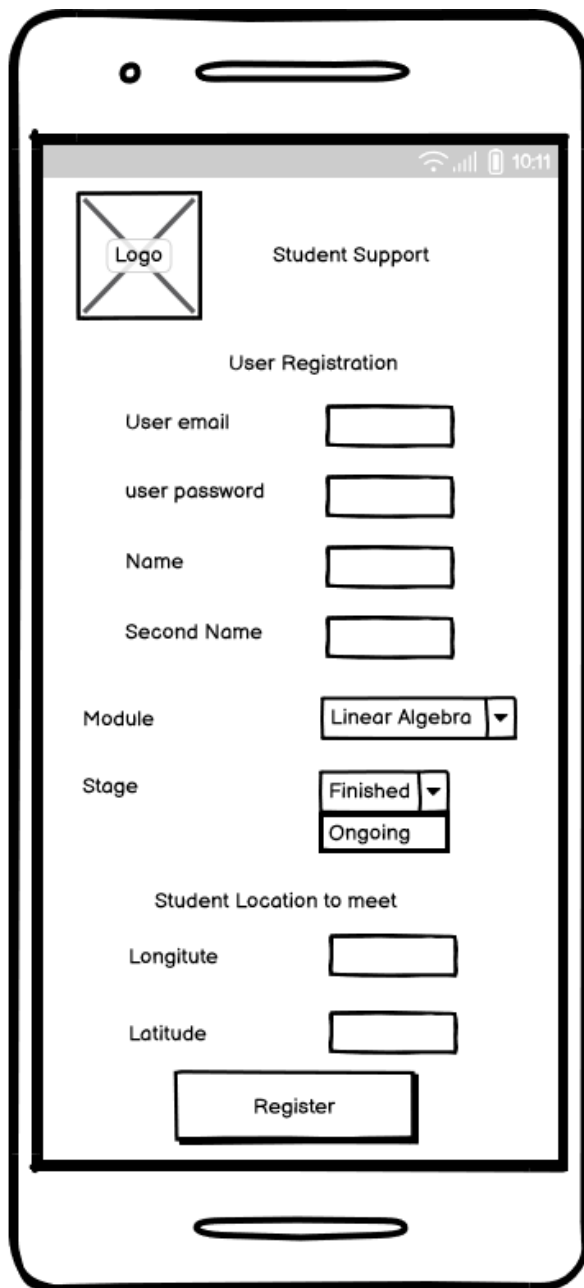 10:11
Logo Student Support
User Registration
User email
user password
Name
Second Name
Module Linear Algebra
Stage Finished
Ongoing
Student Location to meet
Longitute
Latitude
Register